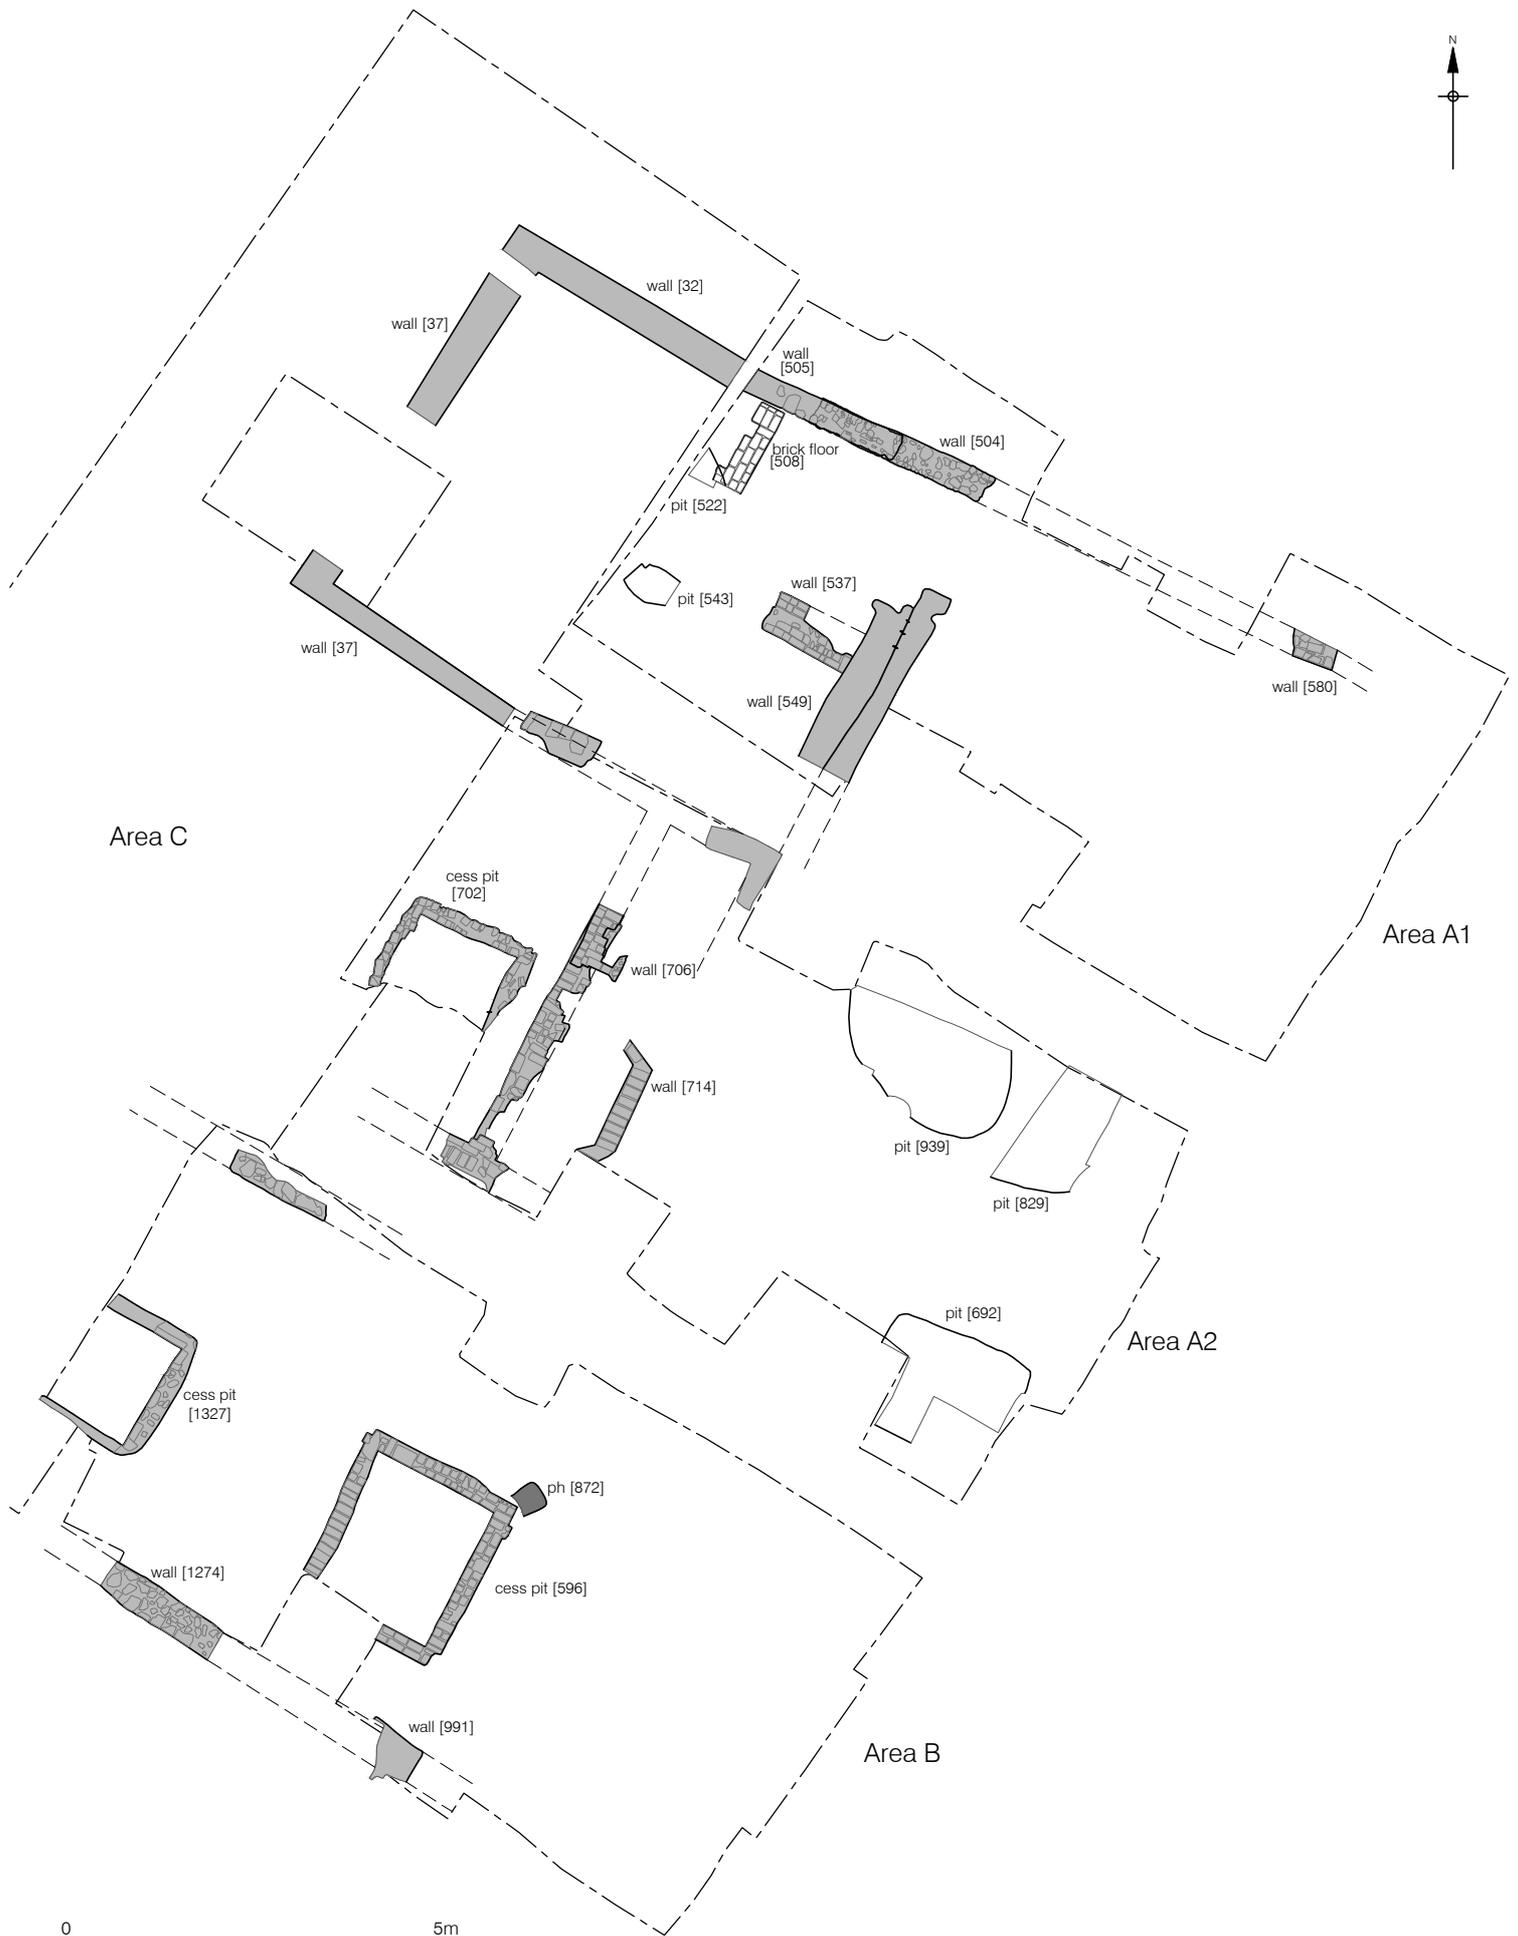 N
wall [32]
wall [37]
wall
[505]
wall [504]
brick floor
[508]
pit [522]
wall [537]
pit [543]
wall [37]
wall [580]
wall [549]
Area C
cess pit
[702]
Area A1
wall [706]
wall [714]
pit [939]
pit [829]
pit [692]
Area A2
cess pit
[1327]
ph [872]
wall [1274]
cess pit [596]
wall [991]
Area B
0
5m